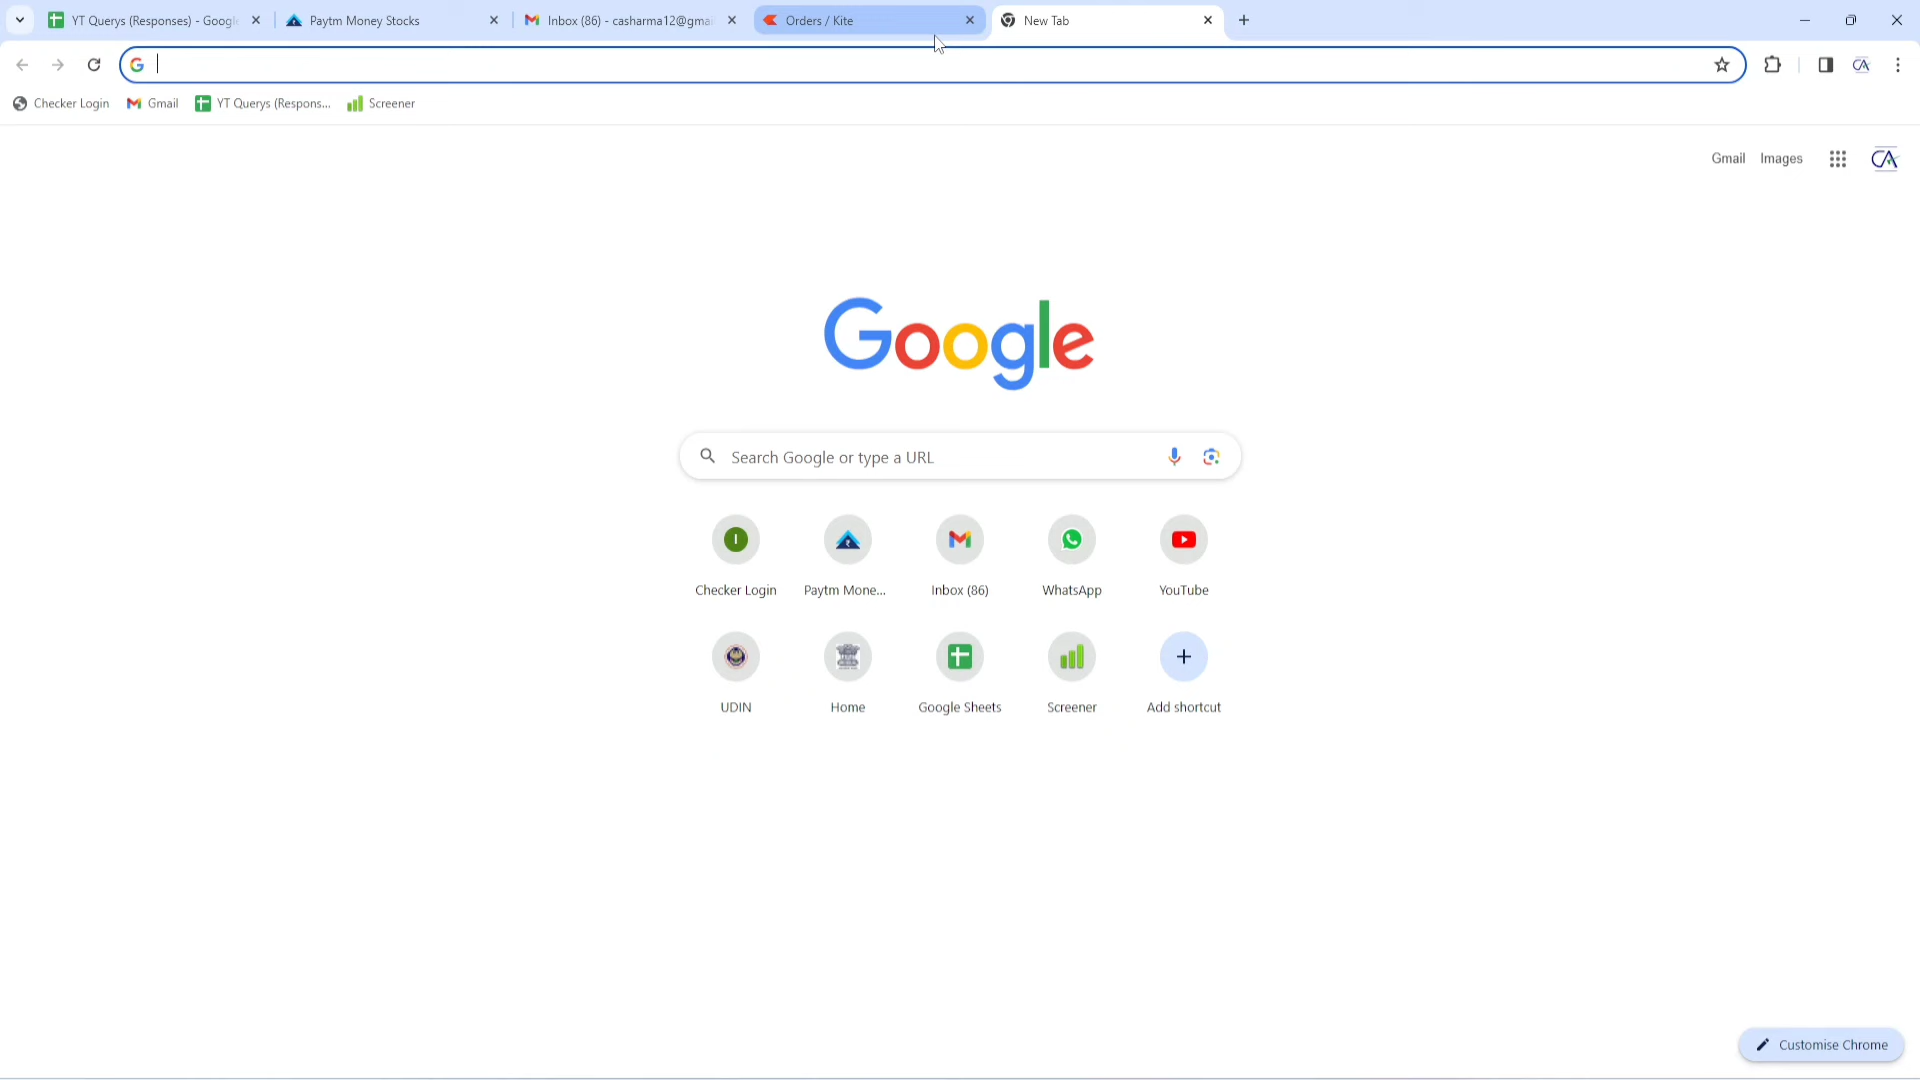 YT Querys (Responses) - Googl
Paytm Money Stocks
Inbox (86) - casharma12@gmai
Orders / Kite
New Tab
Checker Login
Gmail
YT Querys (Respons...
Screener
Gmail
Images
CA
Google
Search Google or type a URL
I
Checker Login
Paytm Mone...
Inbox (86)
WhatsApp
YouTube
UDIN
Home
Google Sheets
Screener
Add shortcut
Customise Chrome